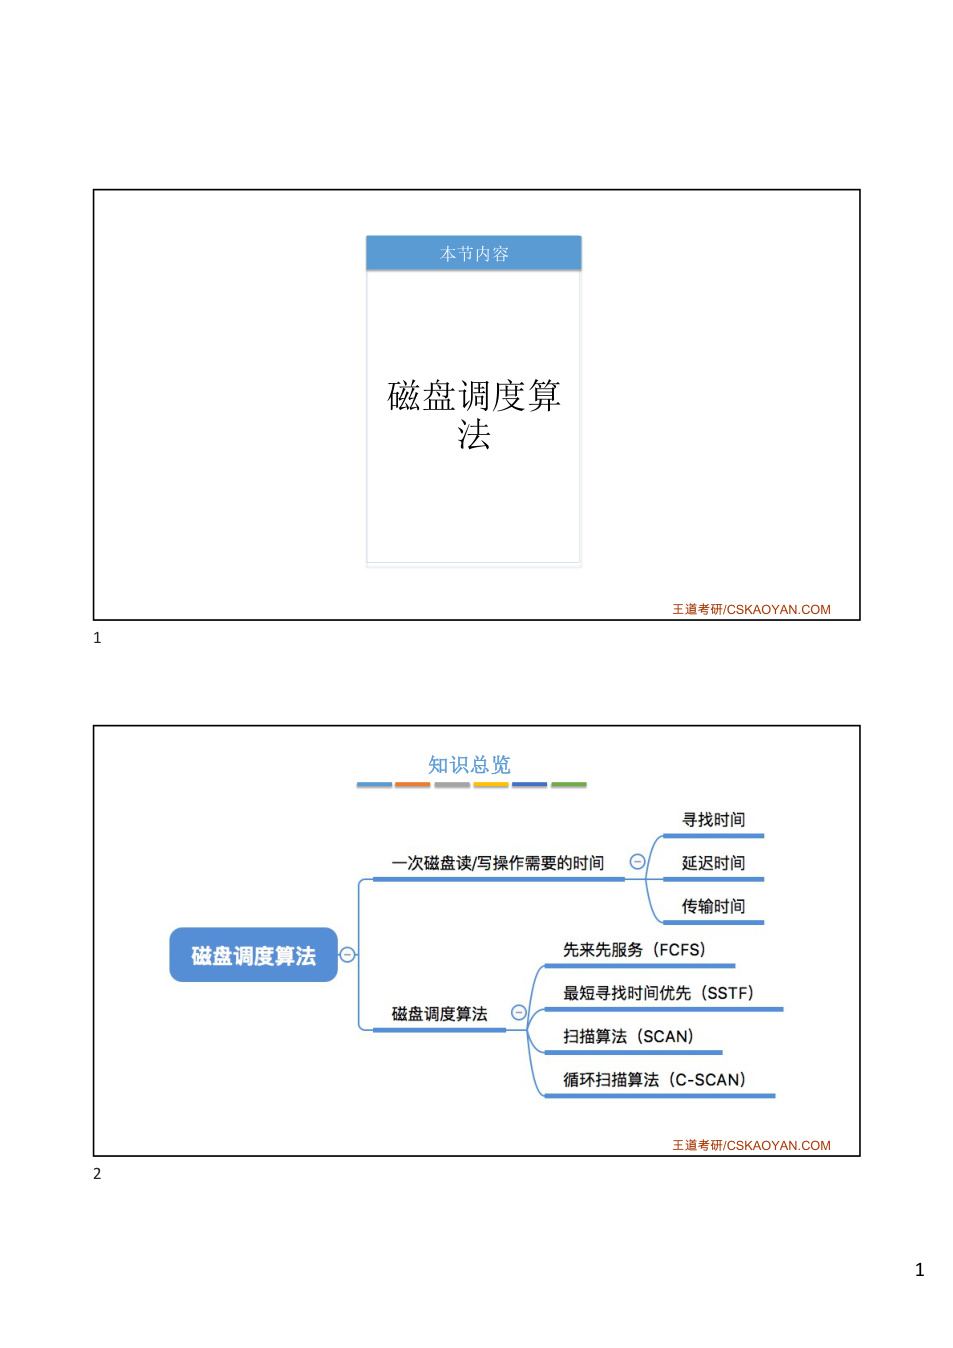 本节内容
磁盘调度算
法
王道考研/CSKAOYAN.COM
1
知识总览
寻找时间
一次磁盘读/写操作需要的时间
延迟时间
传输时间
磁盘调度算法
先来先服务（FCFS）
最短寻找时间优先（SSTF）
磁盘调度算法
扫描算法（SCAN）
循环扫描算法（C-SCAN）
王道考研/CSKAOYAN.COM
2
1